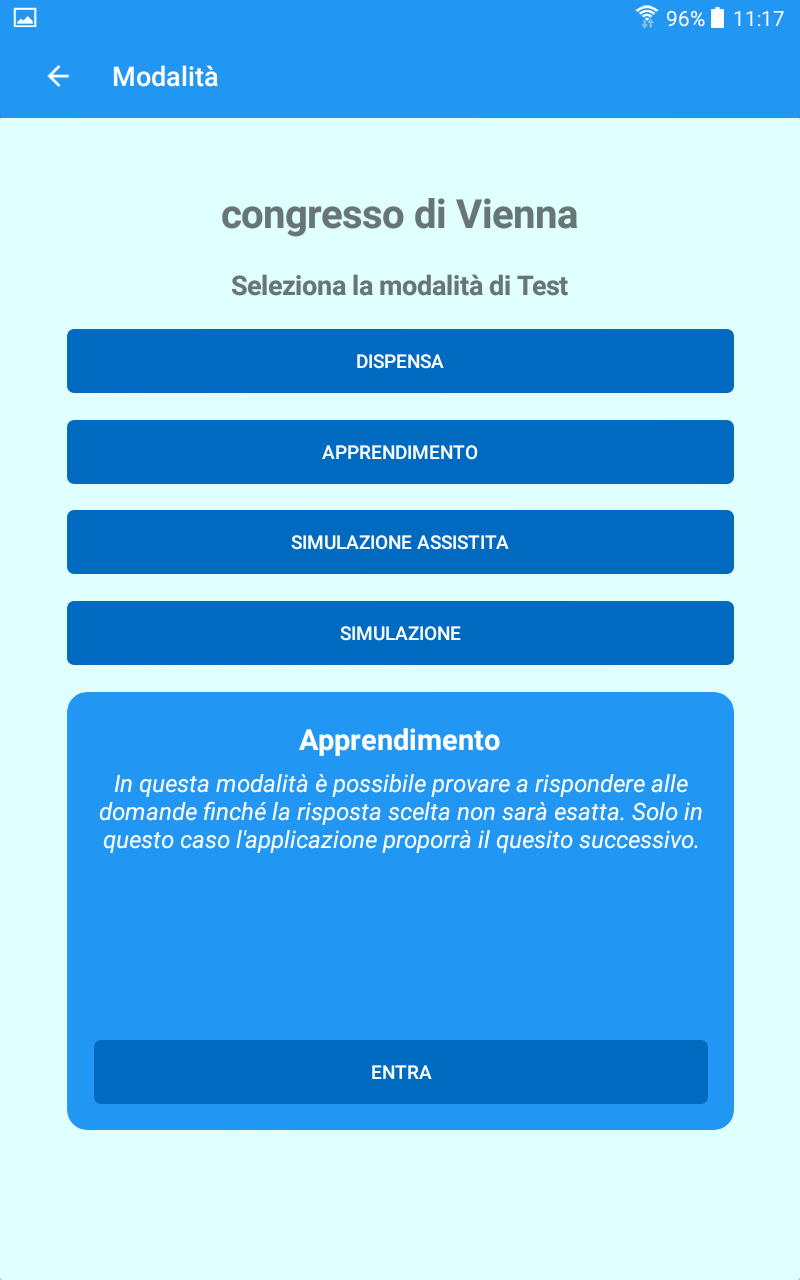 96% 11:17
Modalità
congresso di Vienna
Seleziona la modalità di Test
DISPENSA
APPRENDIMENTO
SIMULAZIONE ASSISTITA
SIMULAZIONE
Apprendimento
In questa modalità è possibile provare a rispondere alle
domande finché la risposta scelta non sarà esatta. Solo in
questo caso l'applicazione proporrà il quesito successivo.
ENTRA